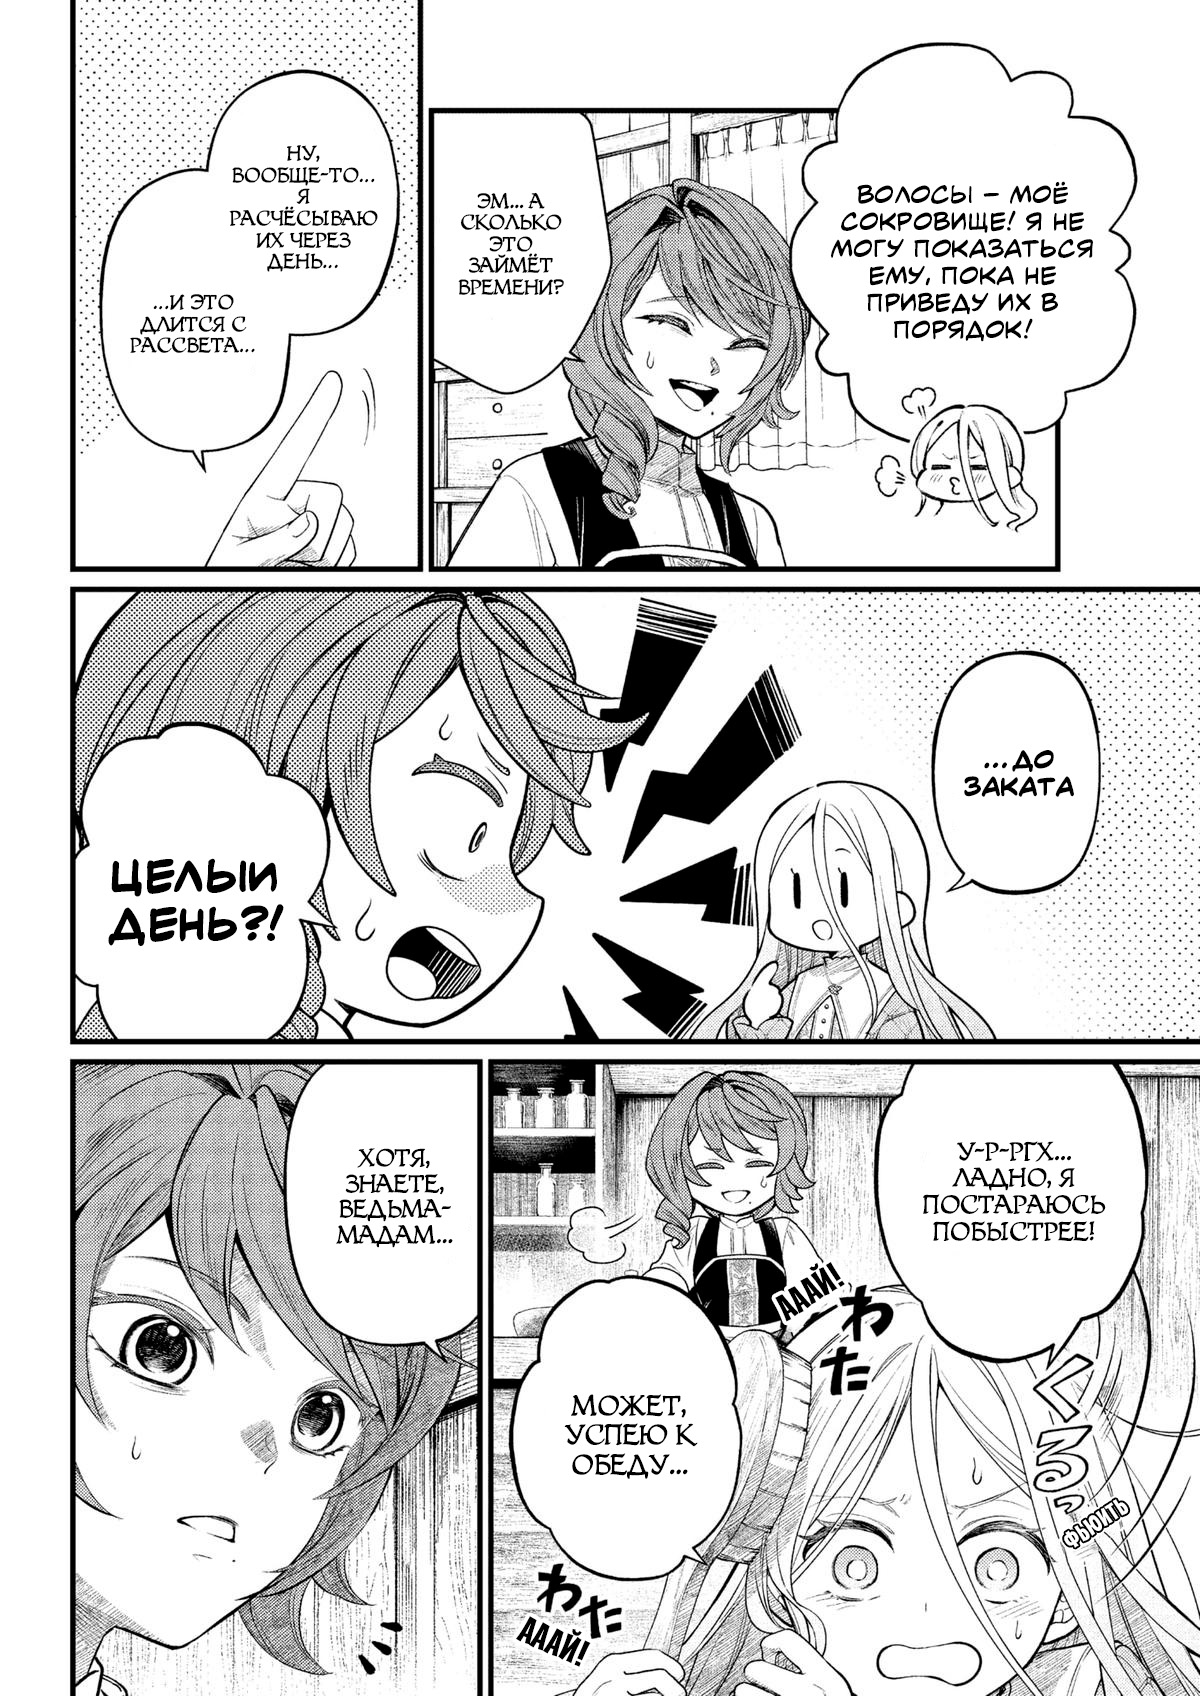 ВОЛОСЫ – МОЁ
СОКРОВИЩЕ! Я НЕ
МОГУ ПОКАЗАТЬСЯ
ЕМУ, ПОКА НЕ
ПРИВЕДУ ИХ В
ПОРЯДОК!
ЭМ... А
СКОЛЬКО
ЭТО
ЗАЙМЁТ
ВРЕМЕНИ?
НУ,
ВООБЩЕ-ТО...
Я
РАСЧЁСЫВАЮ
ИХ ЧЕРЕЗ
ДЕНЬ...
...И ЭТО
ДЛИТСЯ С
РАССВЕТА...
...ДО
ЗАКАТА
ЦЕЛЫИ
ДЕНЬ?!
У-Р-РГХ...
ЛАДНО, Я
ПОСТАРАЮСЬ
ПОБЫСТРЕЕ!
АААЙ!
わた
くるっ
ФЬЮИТЬ
МОЖЕТ,
УСПЕЮ К
ОБЕДУ...
わた
АААЙ!
ХОТЯ,
ЗНАЕТЕ,
ВЕДЬМА-
МАДАМ...